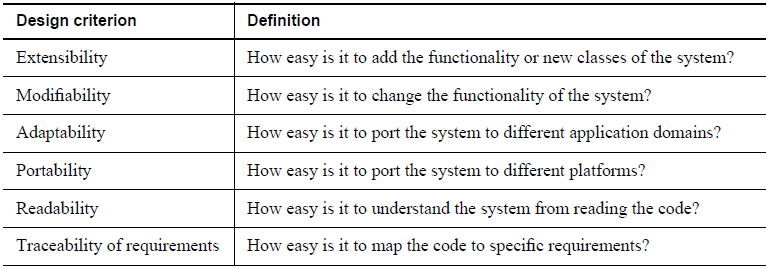 Design criterion Definition
Extensibility How easy is it to add the functionality or new classes of the system?
Modifiability How easy is it to change the functionality of the system?
Adaptability How easy is it to port the system to different application domains?
Portability How easy is it to port the system to different platforms?
Readability How easy is it to understand the system from reading the code?
Traceability of requirements How easy is it to map the code to specific requirements?